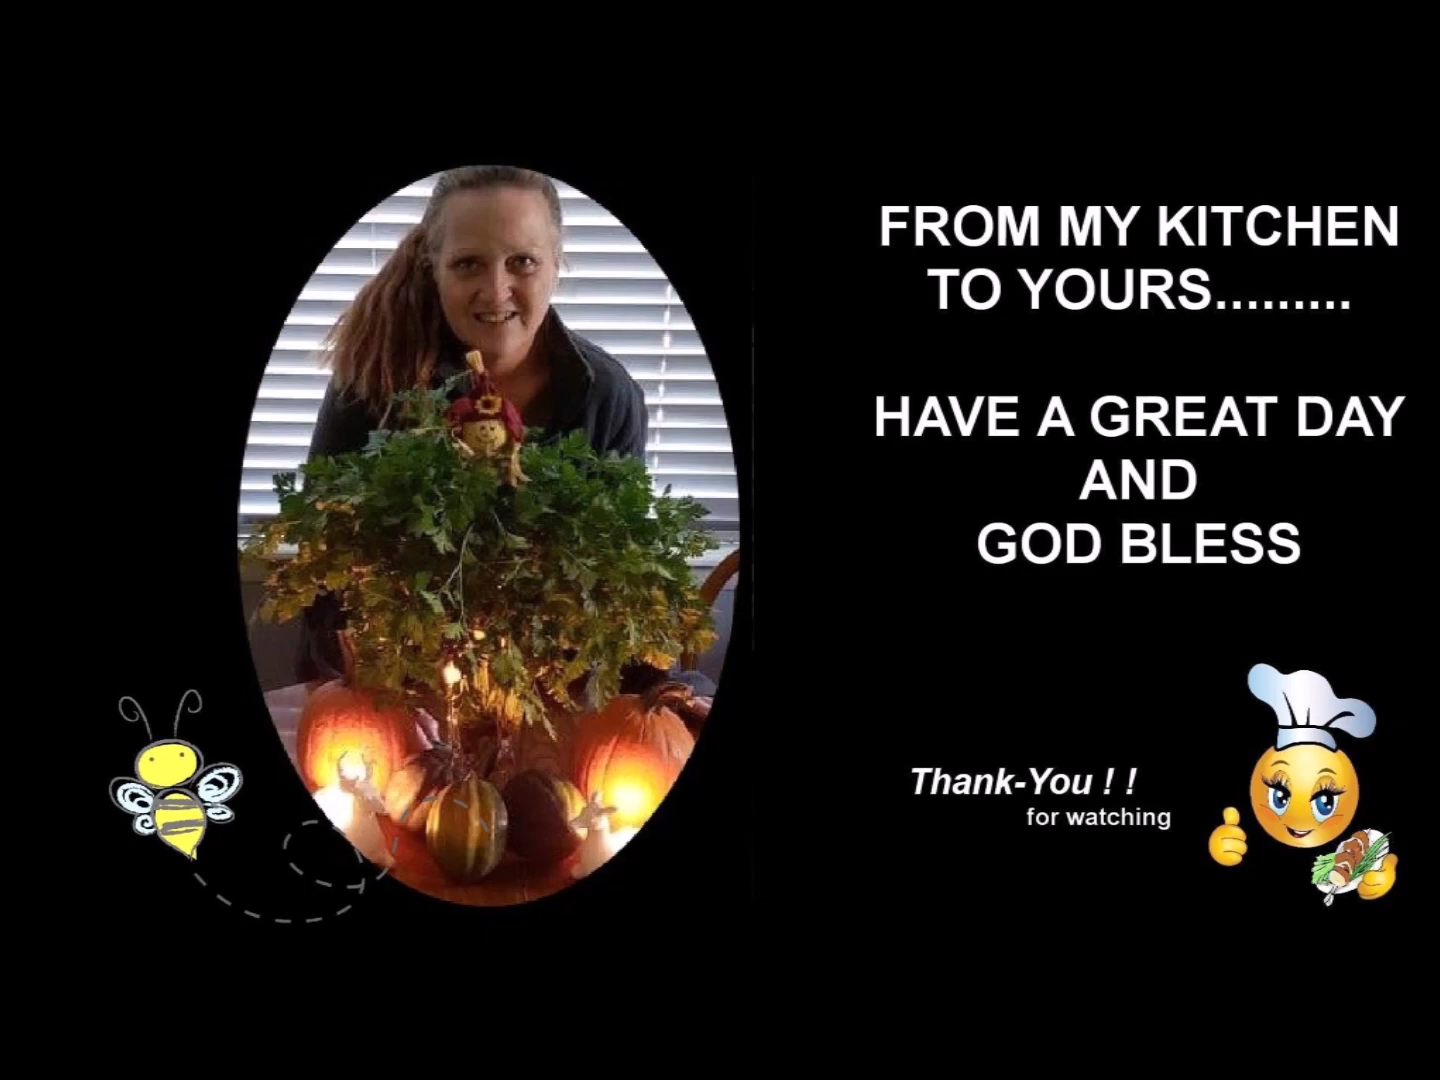 FROM MY KITCHEN
TO YOURS.........
HAVE A GREAT DAY
AND
GOD BLESS
Thank-You ! !
for watching